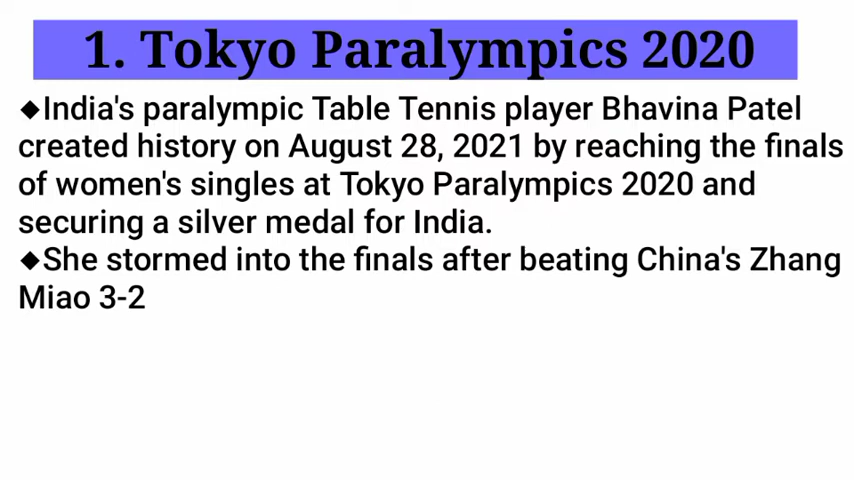 1. Tokyo Paralympics 2020
◆India's paralympic Table Tennis player Bhavina Patel
created history on August 28, 2021 by reaching the finals
of women's singles at Tokyo Paralympics 2020 and
securing a silver medal for India.
◆She stormed into the finals after beating China's Zhang
Miao 3-2